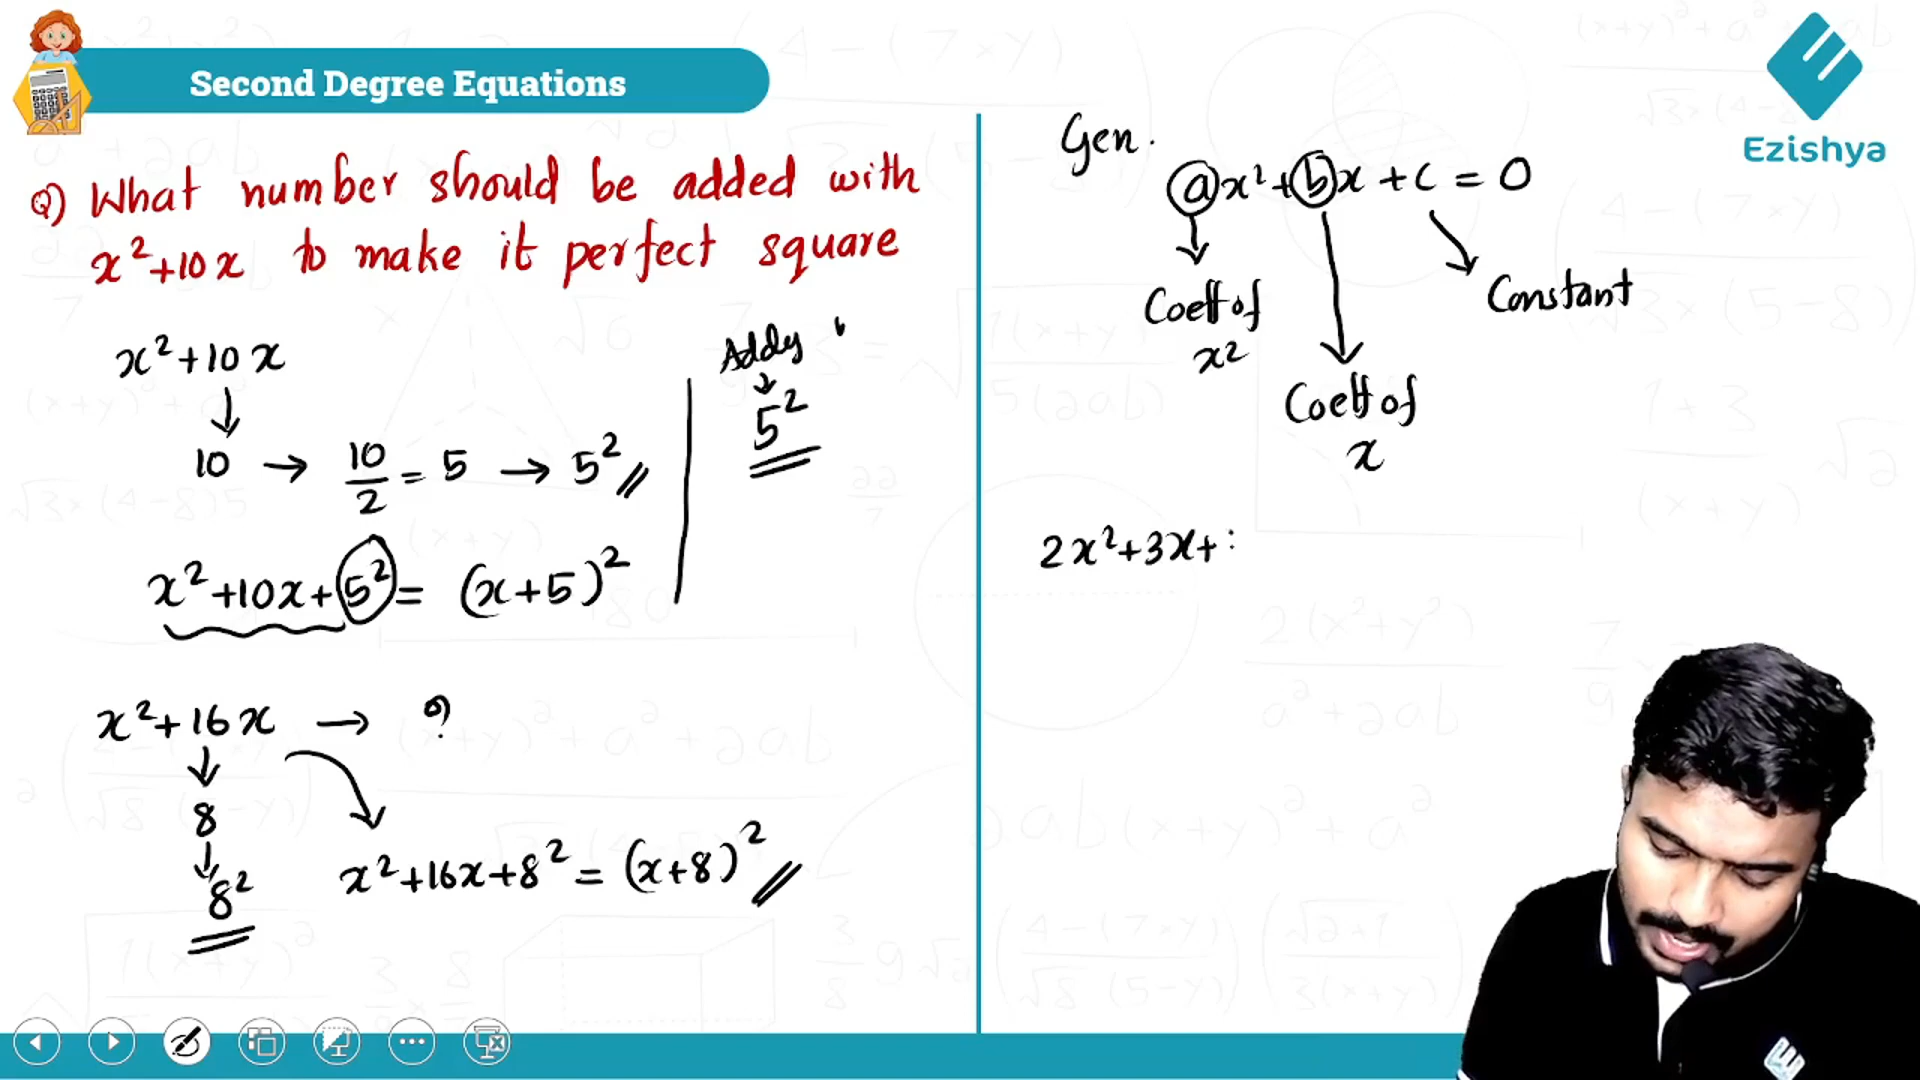 Second Degree Equations
Q) What number should be added with
x²+10x to make it perfect square
x²+10x
10 → 10/2 = 5 → 5²
x²+10x+5² = (x+5)²
5²
x²+16x → ?
8
8²
x²+16x+8² = (x+8)²
Gen.
ax²+bx+c = 0
Coeff of
x²
Coeff of
x
Constant
2x²+3x+
Ezishya